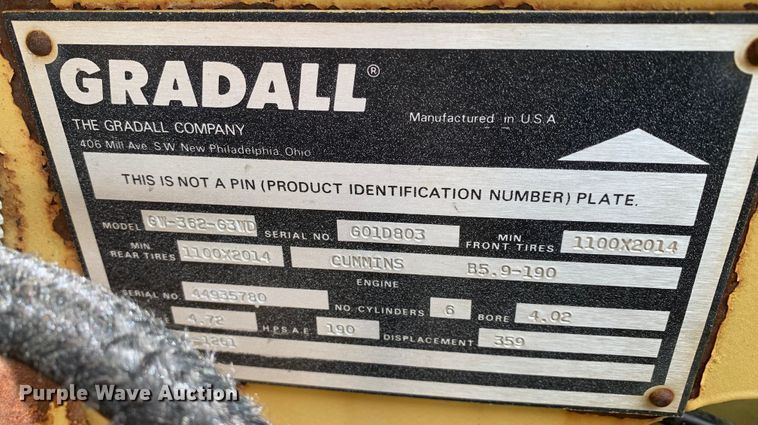 GRADALL®
THE GRADALL COMPANY
Manufactured in U.S.A.
406 Mill Ave. S.W. New Philadelphia, Ohio
THIS IS NOT A PIN (PRODUCT IDENTIFICATION NUMBER) PLATE.
MODEL GW-362-G3WD SERIAL NO. G01D803 MIN FRONT TIRES 1100X2014
MIN REAR TIRES 1100X2014 CUMMINS B5.9-190
ENGINE
SERIAL NO. 44935780 NO. CYLINDERS 6 BORE 4.02
4.72 H.P.S.A.E. 190 DISPLACEMENT 359
-1261
Purple Wave Auction